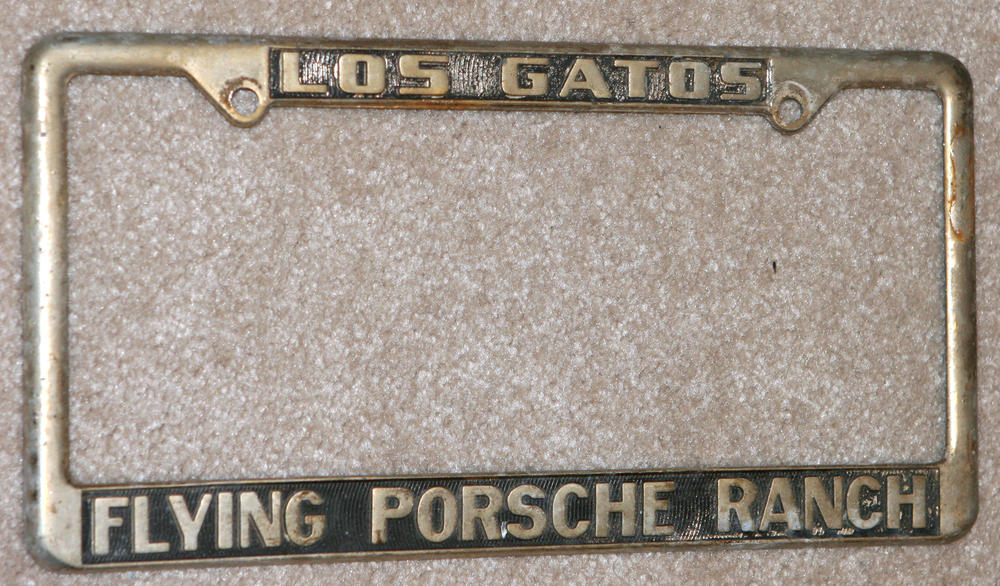 LOS GATOS
FLYING PORSCHE RANCH